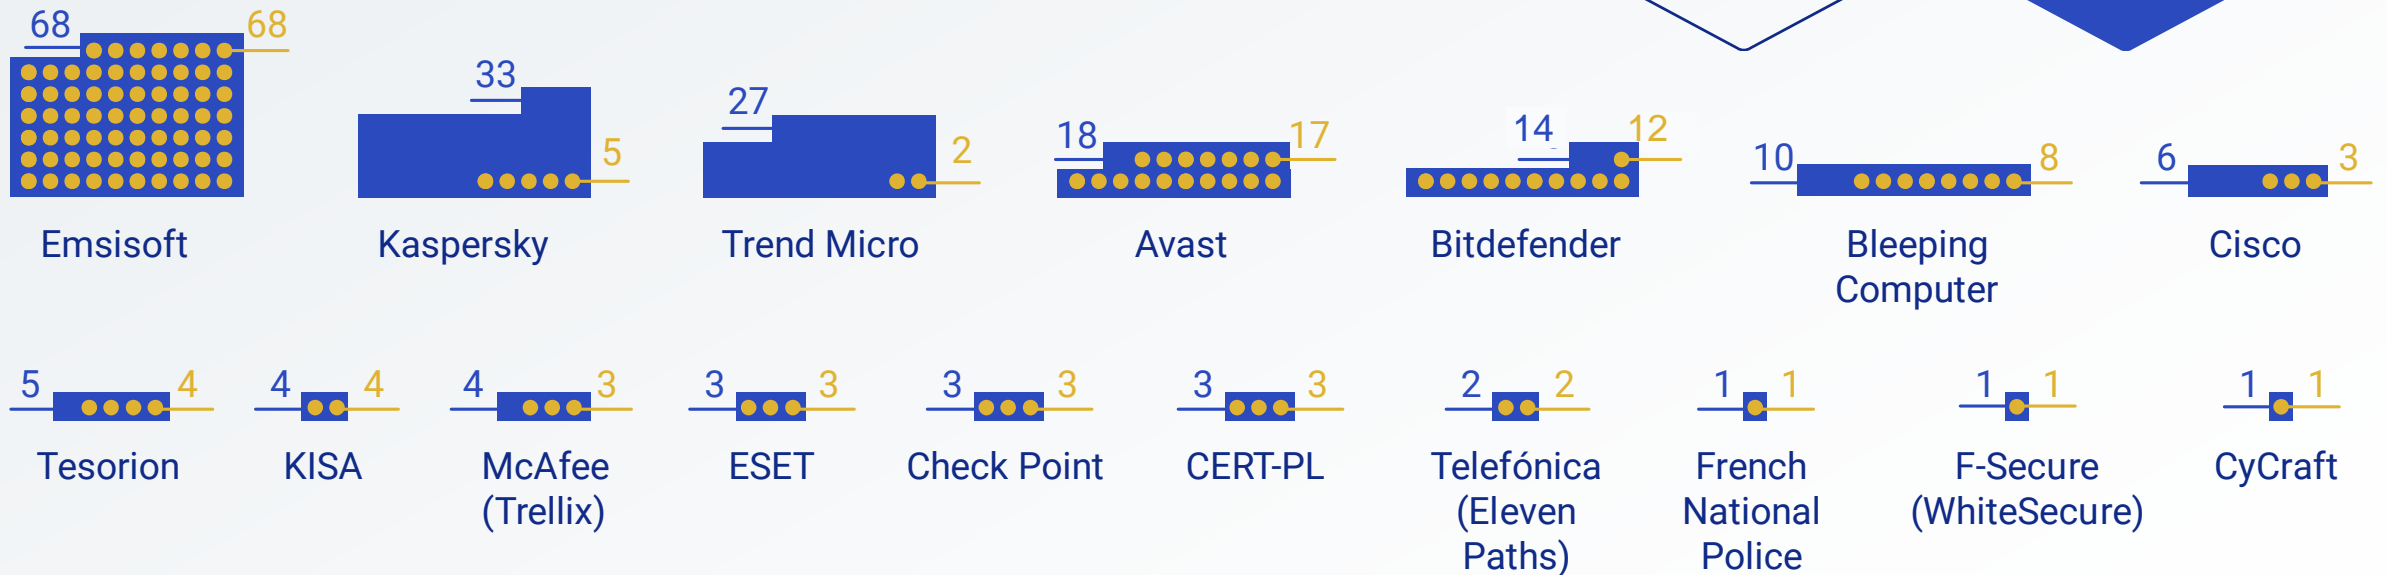 68 68
33 5
27 2
18 17
14 12
10 8
6 3
Emsisoft
Kaspersky
Trend Micro
Avast
Bitdefender
Bleeping
Computer
Cisco
5 4
4 4
4 3
3 3
3 3
3 3
2 2
1 1
1 1
1 1
Tesorion
KISA
McAfee
(Trellix)
ESET
Check Point
CERT-PL
Telefónica
(Eleven
Paths)
French
National
Police
F-Secure
(WhiteSecure)
CyCraft